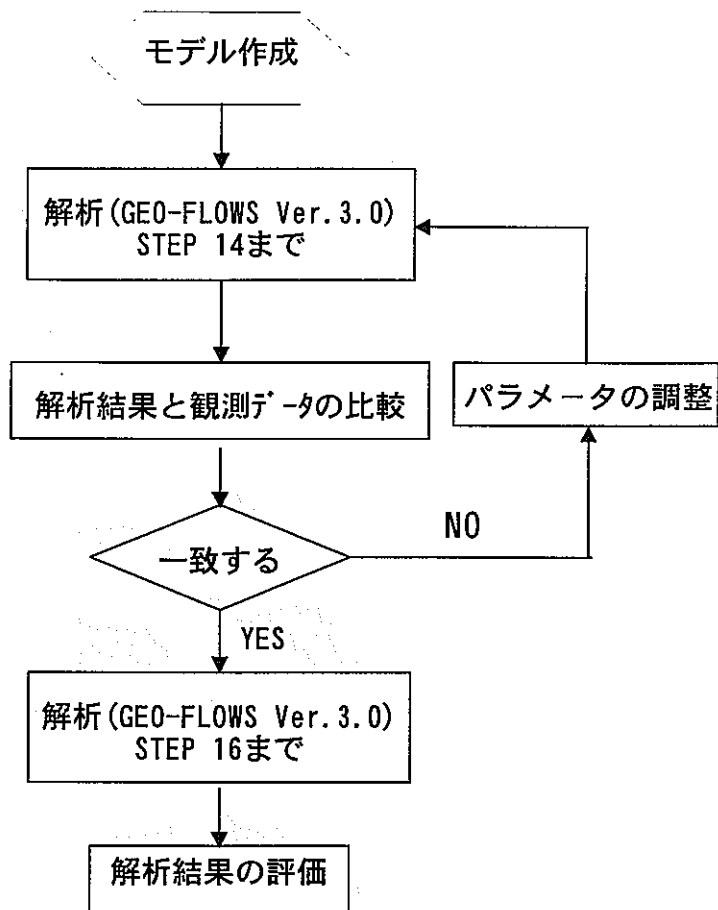 モデル作成
解析(GEO-FLOWS Ver.3.0)
STEP 14まで
解析結果と観測ﾃﾞｰﾀの比較
パラメータの調整
一致する
NO
YES
解析(GEO-FLOWS Ver.3.0)
STEP 16まで
解析結果の評価